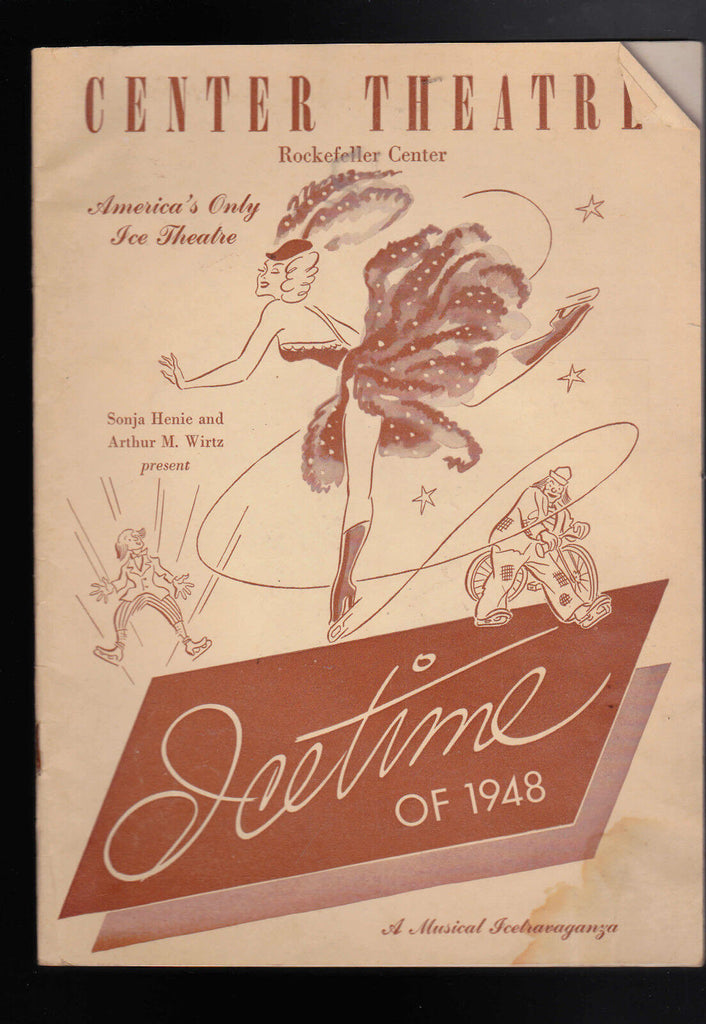 CENTER THEATRE
Rockefeller Center
America's Only
Ice Theatre
Sonja Henie and
Arthur M. Wirtz
present
Icetime
OF 1948
A Musical Icetravaganza